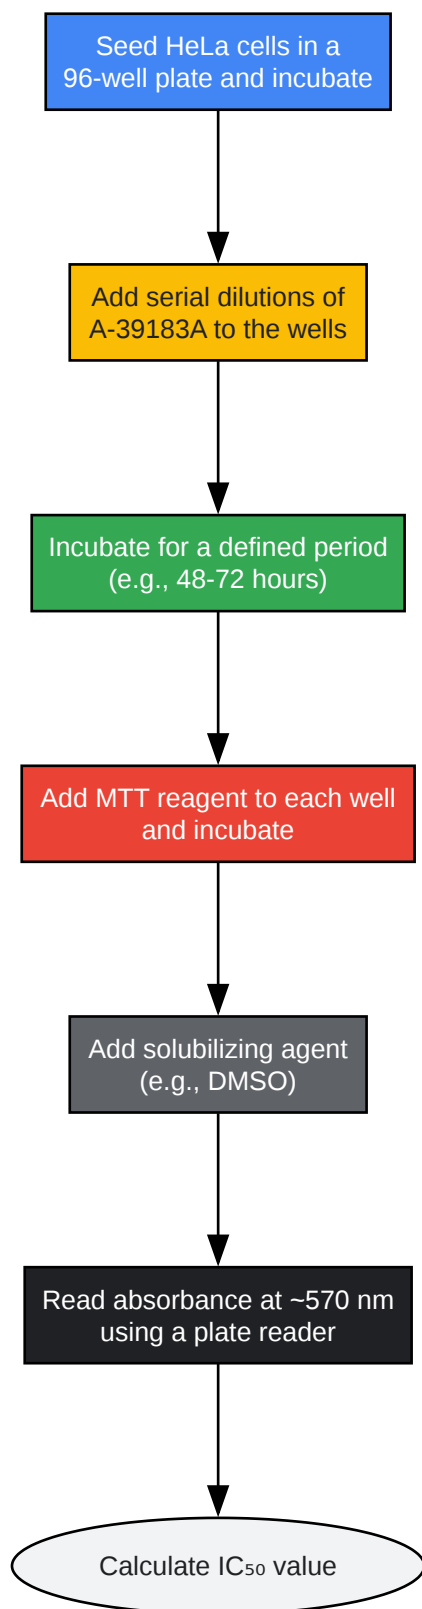 Seed HeLa cells in a
96-well plate and incubate
Add serial dilutions of
A-39183A to the wells
Incubate for a defined period
(e.g., 48-72 hours)
Add MTT reagent to each well
and incubate
Add solubilizing agent
(e.g., DMSO)
Read absorbance at ~570 nm
using a plate reader
Calculate IC₅₀ value